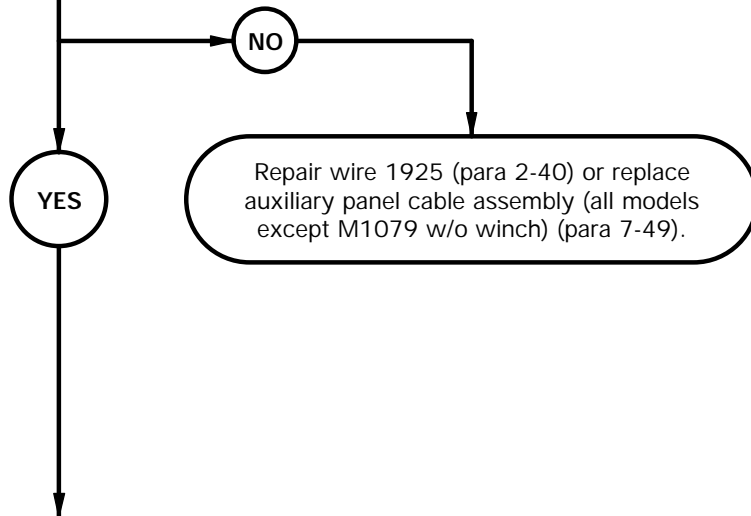 NO
YES
Repair wire 1925 (para 2-40) or replace
auxiliary panel cable assembly (all models
except M1079 w/o winch) (para 7-49).